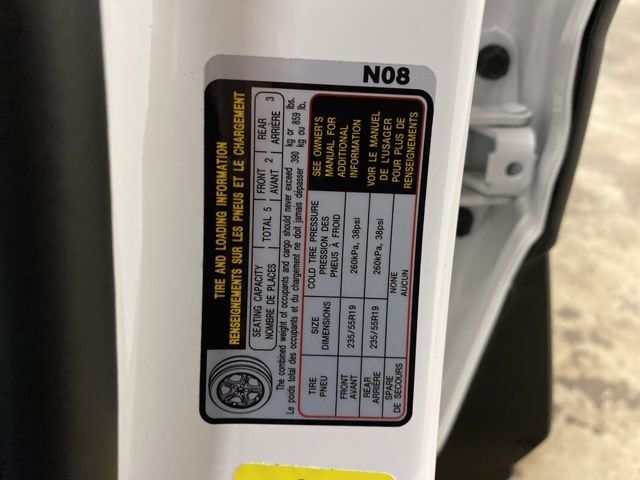 N08
TIRE AND LOADING INFORMATION
RENSEIGNEMENTS SUR LES PNEUS ET LE CHARGEMENT
SEATING CAPACITY
NOMBRE DE PLACES
TOTAL 5
FRONT
AVANT 2
REAR
ARRIÈRE 3
The combined weight of occupants and cargo should never exceed 390 kg or 859 lbs.
Le poids total des occupants et du chargement ne doit jamais dépasser 390 kg or 859 lb.
TIRE
PNEU
SIZE
DIMENSIONS
COLD TIRE PRESSURE
PRESSION DES
PNEUS À FROID
SEE OWNER'S
MANUAL FOR
ADDITIONAL
INFORMATION
VOIR LE MANUEL
DE L'USAGER
POUR PLUS DE
RENSEIGNEMENTS
FRONT
AVANT
235/55R19
260kPa, 38psi
REAR
ARRIÈRE
235/55R19
260kPa, 38psi
SPARE
DE SECOURS
NONE
AUCUN